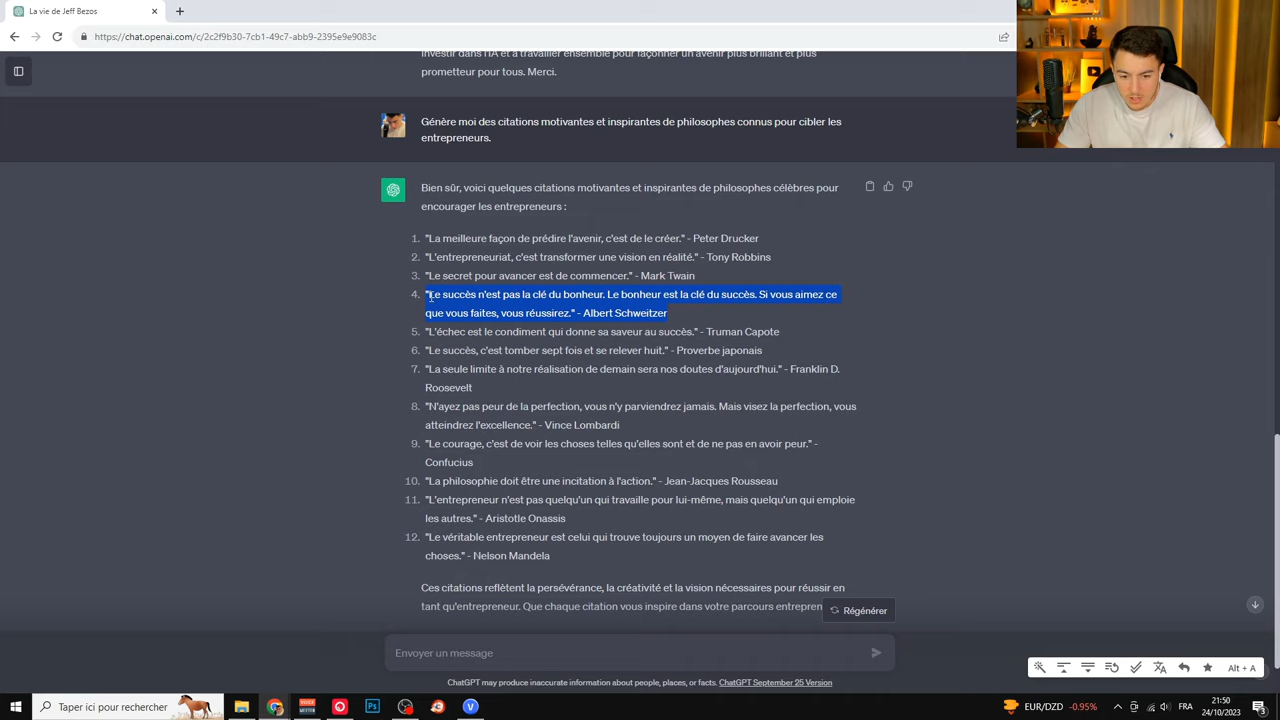 La vie de Jeff Bezos
https://chat.openai.com/c/2c2f9b30-7cb1-49c7-abb9-2395e9e9083c
investir dans l'IA et à travailler ensemble pour façonner un avenir plus brillant et plus
prometteur pour tous. Merci.
Génère moi des citations motivantes et inspirantes de philosophes connus pour cibler les
entrepreneurs.
Bien sûr, voici quelques citations motivantes et inspirantes de philosophes célèbres pour
encourager les entrepreneurs :
1. "La meilleure façon de prédire l'avenir, c'est de le créer." - Peter Drucker
2. "L'entrepreneuriat, c'est transformer une vision en réalité." - Tony Robbins
3. "Le secret pour avancer est de commencer." - Mark Twain
4. "Le succès n'est pas la clé du bonheur. Le bonheur est la clé du succès. Si vous aimez ce
que vous faites, vous réussirez." - Albert Schweitzer
5. "L'échec est le condiment qui donne sa saveur au succès." - Truman Capote
6. "Le succès, c'est tomber sept fois et se relever huit." - Proverbe japonais
7. "La seule limite à notre réalisation de demain sera nos doutes d'aujourd'hui." - Franklin D.
Roosevelt
8. "N'ayez pas peur de la perfection, vous n'y parviendrez jamais. Mais visez la perfection, vous
atteindrez l'excellence." - Vince Lombardi
9. "Le courage, c'est de voir les choses telles qu'elles sont et de ne pas en avoir peur." -
Confucius
10. "La philosophie doit être une incitation à l'action." - Jean-Jacques Rousseau
11. "L'entrepreneur n'est pas quelqu'un qui travaille pour lui-même, mais quelqu'un qui emploie
les autres." - Aristotle Onassis
12. "Le véritable entrepreneur est celui qui trouve toujours un moyen de faire avancer les
choses." - Nelson Mandela
Ces citations reflètent la persévérance, la créativité et la vision nécessaires pour réussir en
tant qu'entrepreneur. Que chaque citation vous inspire dans votre parcours entrepren
Régénérer
Envoyer un message
Alt + A
ChatGPT may produce inaccurate information about people, places, or facts. ChatGPT September 25 Version
Taper ici pour rechercher
EUR/DZD -0.95%
FRA
21:50
24/10/2023